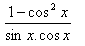 1−cos² x
sin x.cos x